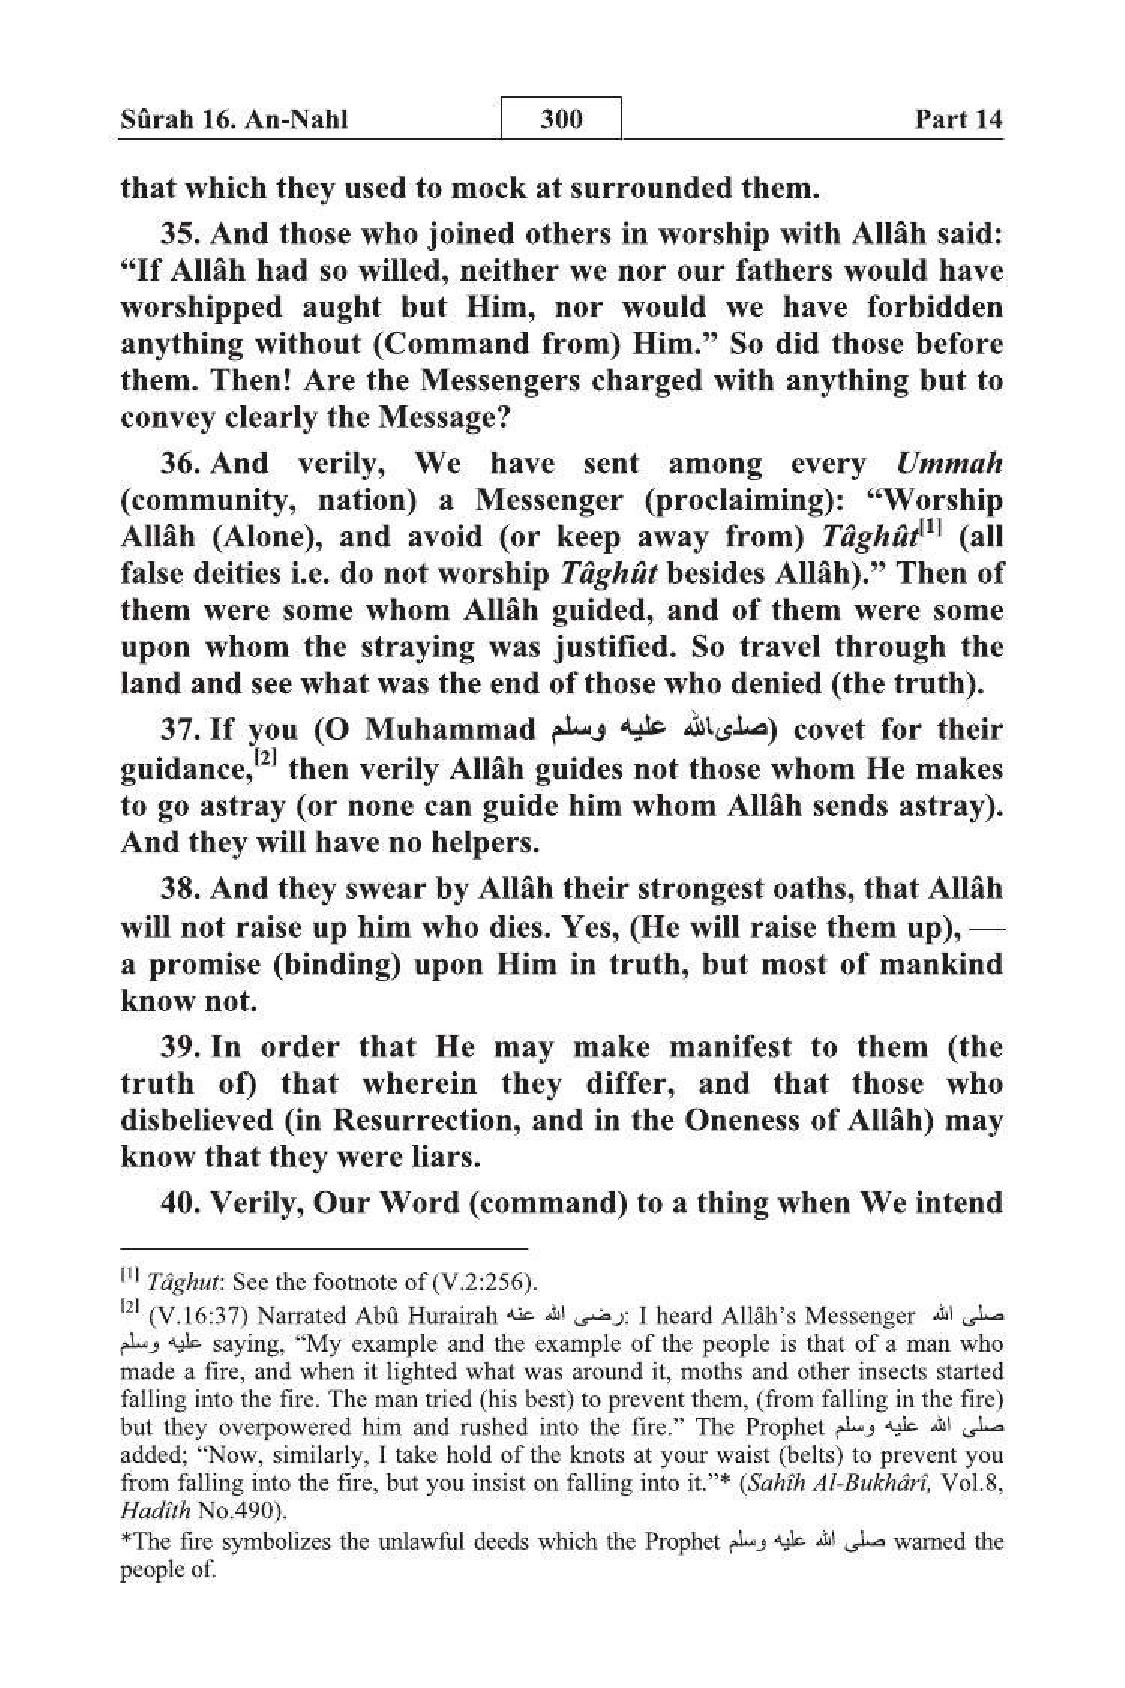 Sûrah 16. An-Nahl 300 Part 14
that which they used to mock at surrounded them.
35. And those who joined others in worship with Allâh said:
“If Allâh had so willed, neither we nor our fathers would have
worshipped aught but Him, nor would we have forbidden
anything without (Command from) Him.” So did those before
them. Then! Are the Messengers charged with anything but to
convey clearly the Message?
36. And verily, We have sent among every Ummah
(community, nation) a Messenger (proclaiming): “Worship
Allâh (Alone), and avoid (or keep away from) Tâghût[1] (all
false deities i.e. do not worship Tâghût besides Allâh).” Then of
them were some whom Allâh guided, and of them were some
upon whom the straying was justified. So travel through the
land and see what was the end of those who denied (the truth).
37. If you (O Muhammad صلى الله عليه وسلم) covet for their
guidance,[2] then verily Allâh guides not those whom He makes
to go astray (or none can guide him whom Allâh sends astray).
And they will have no helpers.
38. And they swear by Allâh their strongest oaths, that Allâh
will not raise up him who dies. Yes, (He will raise them up), —
a promise (binding) upon Him in truth, but most of mankind
know not.
39. In order that He may make manifest to them (the
truth of) that wherein they differ, and that those who
disbelieved (in Resurrection, and in the Oneness of Allâh) may
know that they were liars.
40. Verily, Our Word (command) to a thing when We intend
[1] Tâghut: See the footnote of (V.2:256).
[2] (V.16:37) Narrated Abû Hurairah رضى الله عنه: I heard Allâh’s Messenger صلى الله
عليه وسلم saying, “My example and the example of the people is that of a man who
made a fire, and when it lighted what was around it, moths and other insects started
falling into the fire. The man tried (his best) to prevent them, (from falling in the fire)
but they overpowered him and rushed into the fire.” The Prophet صلى الله عليه وسلم
added; “Now, similarly, I take hold of the knots at your waist (belts) to prevent you
from falling into the fire, but you insist on falling into it.”* (Sahîh Al-Bukhârî, Vol.8,
Hadîth No.490).
*The fire symbolizes the unlawful deeds which the Prophet صلى الله عليه وسلم warned the
people of.